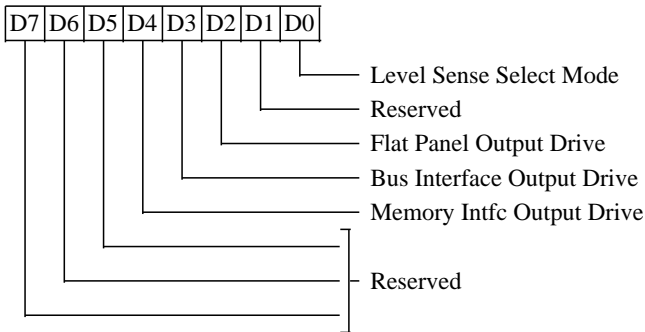 D7 D6 D5 D4 D3 D2 D1 D0
Level Sense Select Mode
Reserved
Flat Panel Output Drive
Bus Interface Output Drive
Memory Intfc Output Drive
Reserved